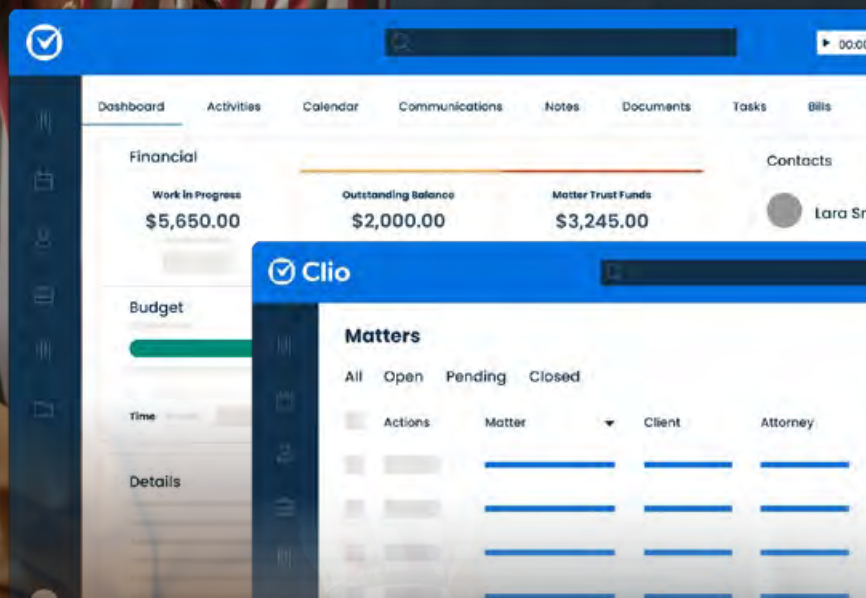 00:00
Dashboard Activities Calendar Communications Notes Documents Tasks Bills
Financial
Contacts
Work in Progress Outstanding Balance Matter Trust Funds
$5,650.00 $2,000.00 $3,245.00
Lara
Clio
Budget
Matters
All Open Pending Closed
Time
Actions Matter Client Attorney
Details